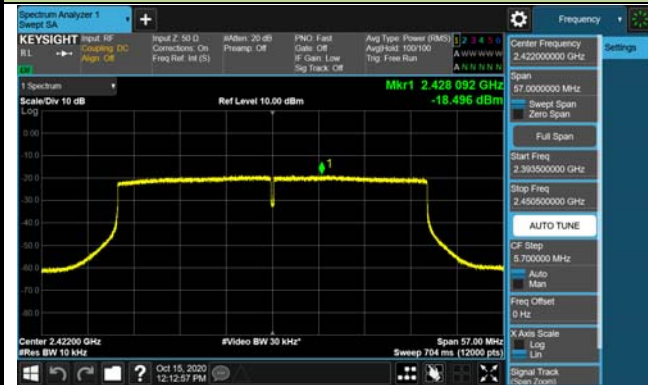 Spectrum Analyzer 1
Swept SA
+
Frequency
KEYSIGHT
Input: RF
Coupling: DC
Align: Off
RL
Input Z: 50 Ω
Corrections: On
Freq Ref: Int (S)
#Atten: 20 dB
Preamp: Off
PNO: Fast
Gate: Off
IF Gain: Low
Sig Track: Off
Avg Type: Power (RMS)
Avg|Hold: 100/100
Trig: Free Run
1 2 3 4 5 6
A W W W W W
A N N N N N
1 Spectrum
Scale/Div 10 dB
Log
Ref Level 10.00 dBm
Mkr1 2.428 092 GHz
-18.496 dBm
0.00
-10.0
-20.0
-30.0
-40.0
-50.0
-60.0
-70.0
-80.0
1
Center 2.42200 GHz
#Res BW 10 kHz
#Video BW 30 kHz*
Span 57.00 MHz
Sweep 704 ms (12000 pts)
?
Oct 15, 2020
12:12:57 PM
Center Frequency
2.422000000 GHz
Span
57.0000000 MHz
Swept Span
Zero Span
Full Span
Start Freq
2.393500000 GHz
Stop Freq
2.450500000 GHz
AUTO TUNE
CF Step
5.700000 MHz
Auto
Man
Freq Offset
0 Hz
X Axis Scale
Log
Lin
Signal Track
(Span Zoom)
Settings